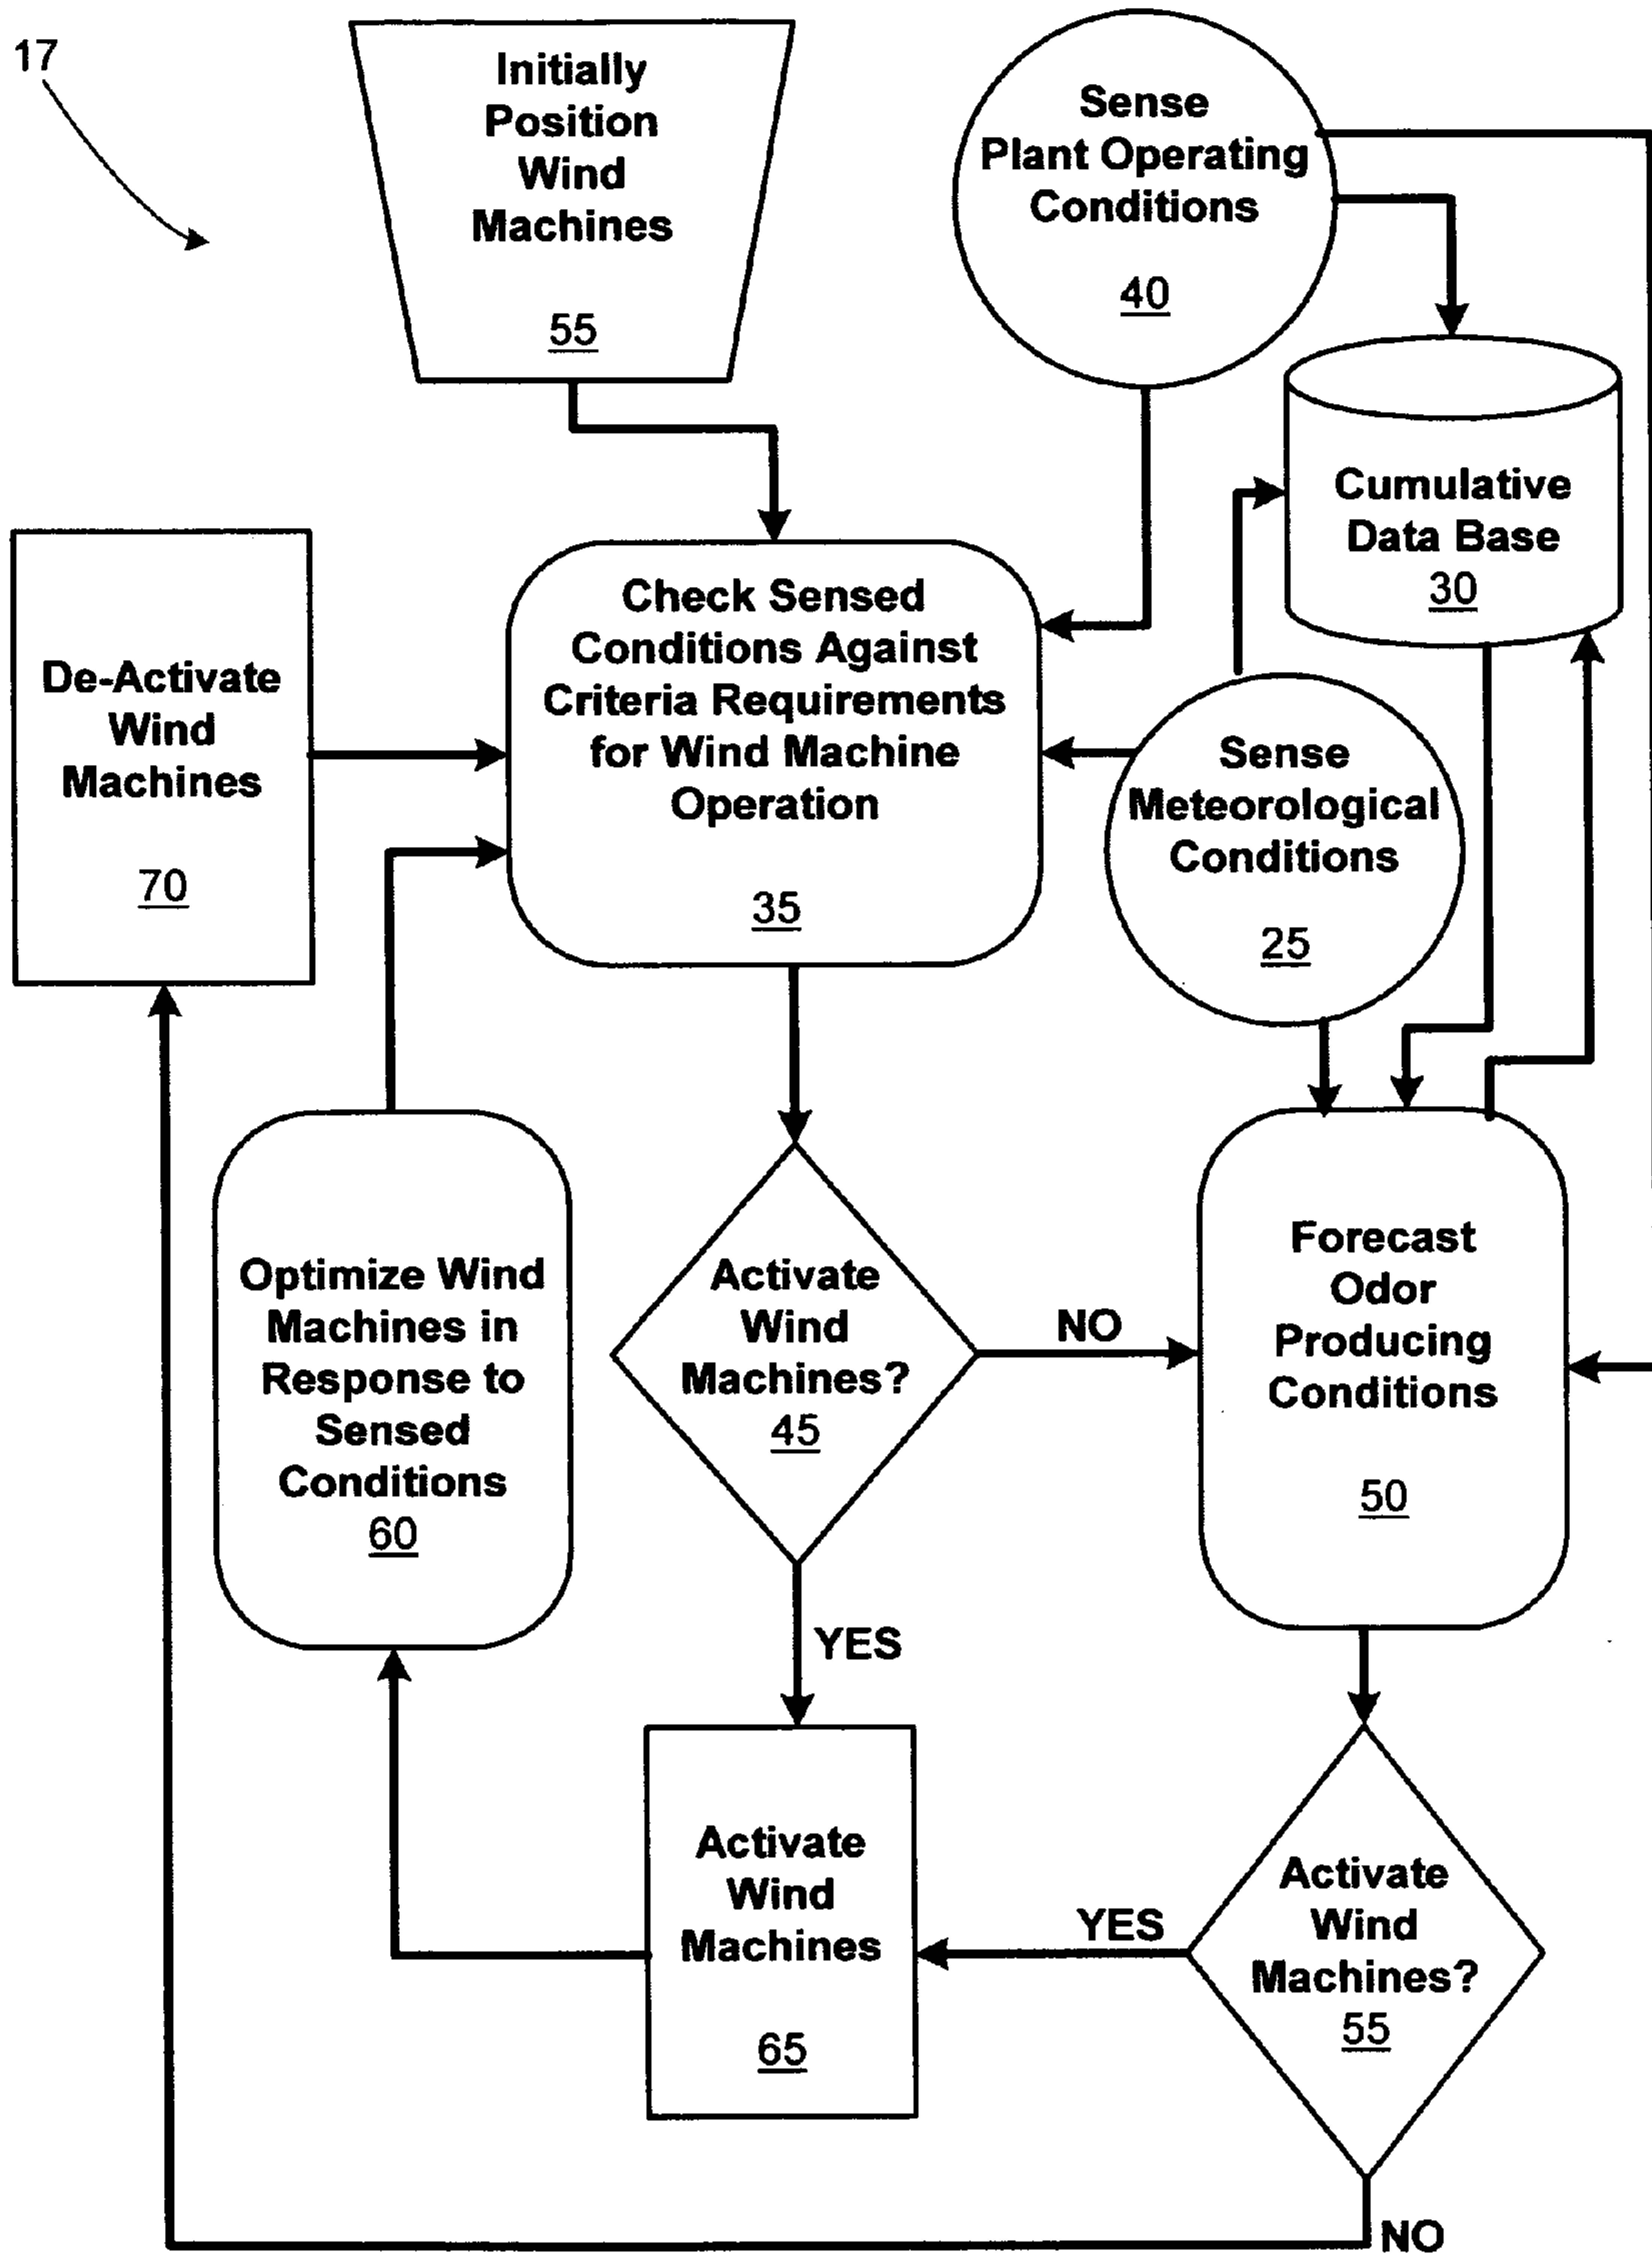 17
Initially
Position
Wind
Machines
55
Sense
Plant Operating
Conditions
40
Cumulative
Data Base
30
De-Activate
Wind
Machines
70
Check Sensed
Conditions Against
Criteria Requirements
for Wind Machine
Operation
35
Sense
Meteorological
Conditions
25
Optimize Wind
Machines in
Response to
Sensed
Conditions
60
Activate
Wind
Machines?
45
NO
Forecast
Odor
Producing
Conditions
50
YES
Activate
Wind
Machines
65
YES
Activate
Wind
Machines?
55
NO